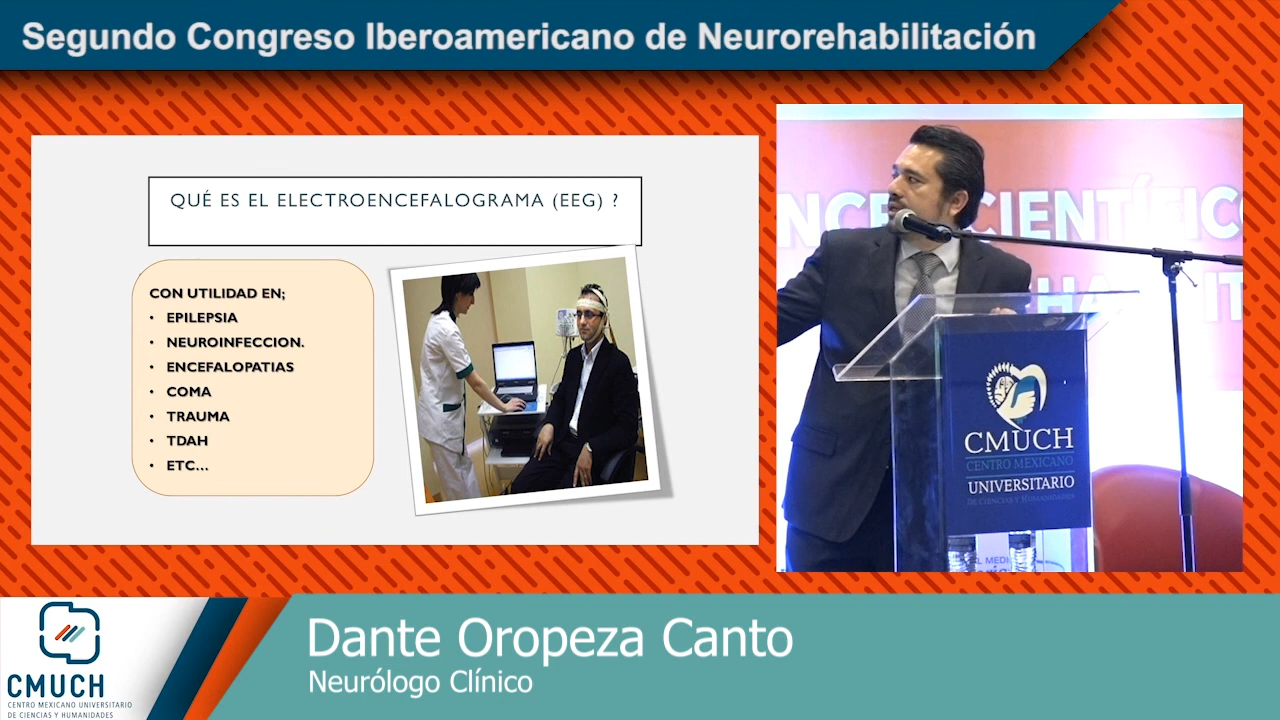 Segundo Congreso Iberoamericano de Neurorehabilitación
QUÉ ES EL ELECTROENCEFALOGRAMA (EEG) ?
CON UTILIDAD EN;
• EPILEPSIA
• NEUROINFECCION.
• ENCEFALOPATIAS
• COMA
• TRAUMA
• TDAH
• ETC...
CIENTÍFICO
CMUCH
CENTRO MEXICANO
UNIVERSITARIO
DE CIENCIAS Y HUMANIDADES
Dante Oropeza Canto
Neurólogo Clínico
CMUCH
CENTRO MEXICANO UNIVERSITARIO
DE CIENCIAS Y HUMANIDADES